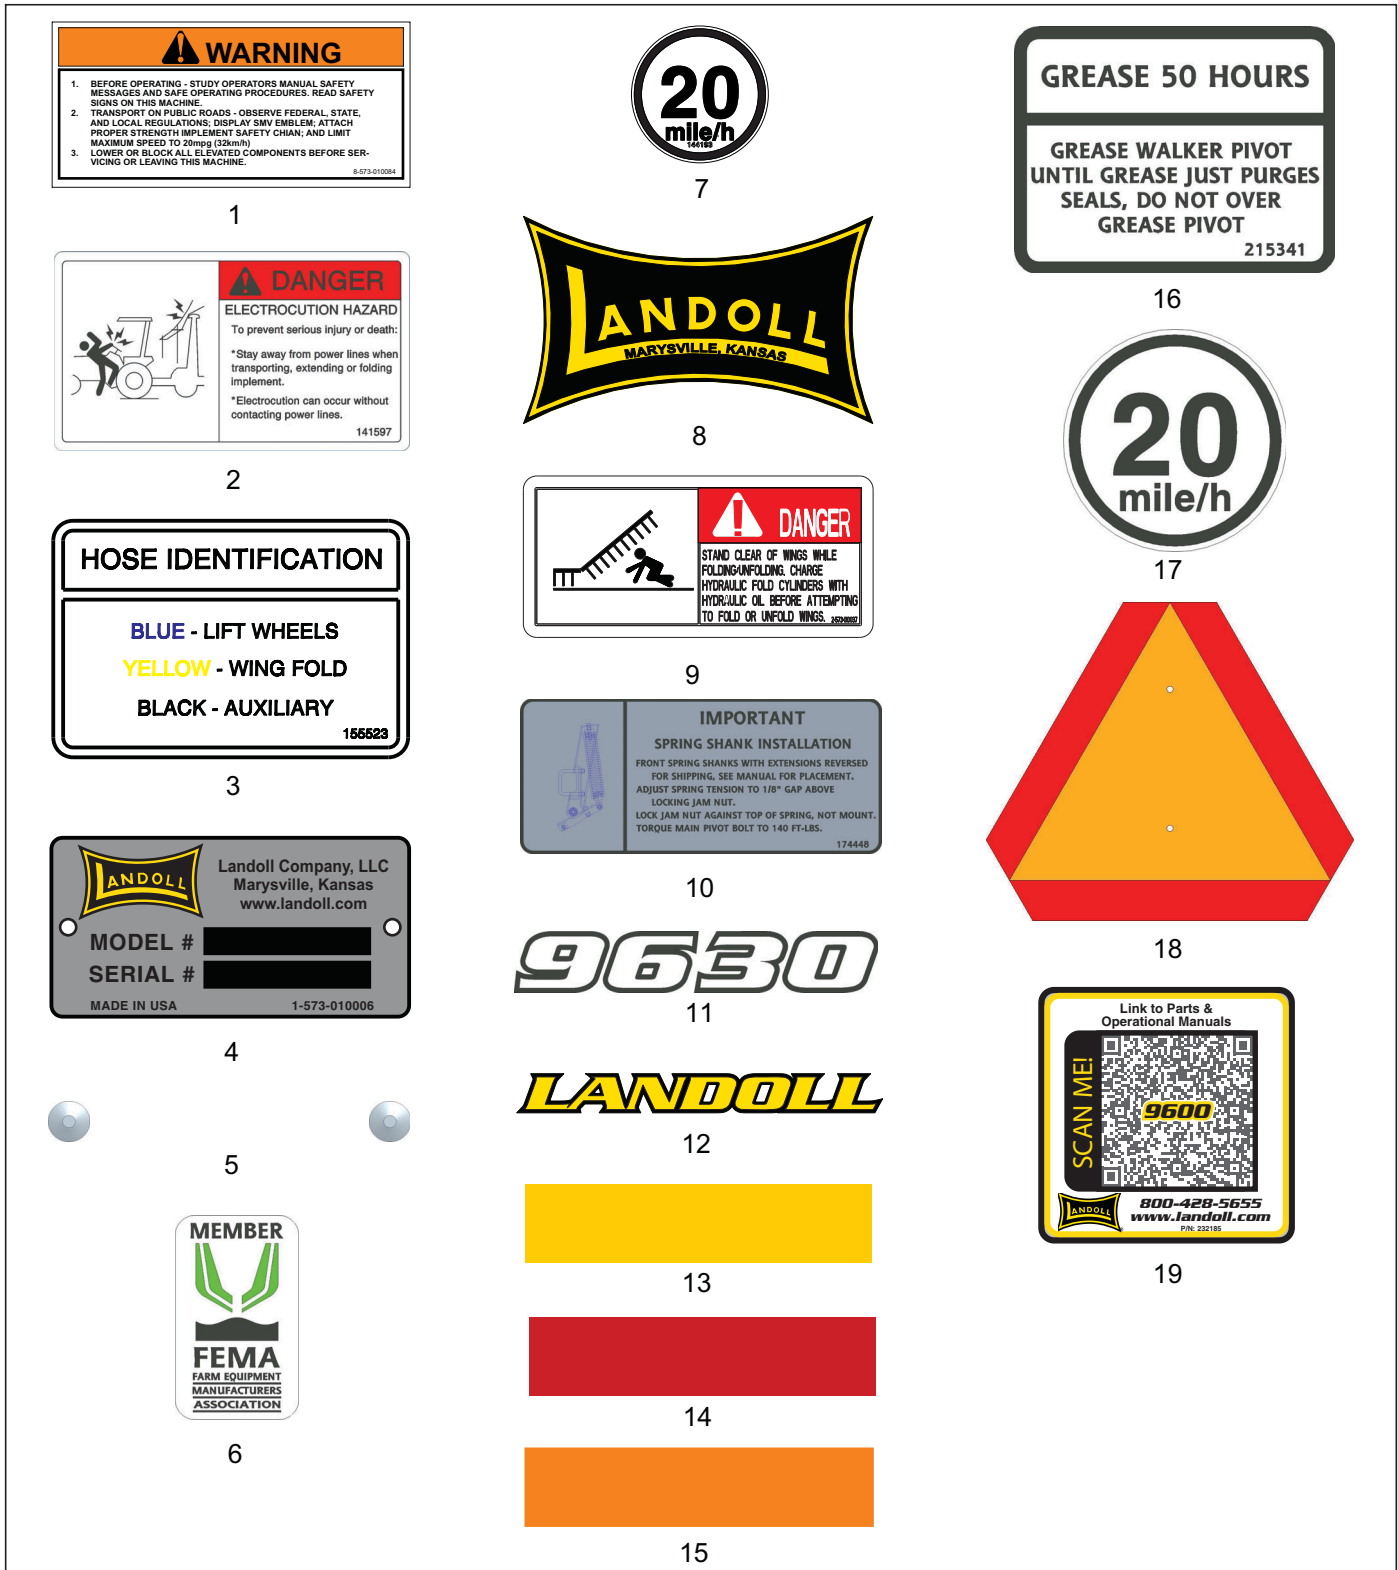 WARNING
1. BEFORE OPERATING - STUDY OPERATORS MANUAL SAFETY
MESSAGES AND SAFE OPERATING PROCEDURES. READ SAFETY
SIGNS ON THIS MACHINE.
2. TRANSPORT ON PUBLIC ROADS - OBSERVE FEDERAL, STATE,
AND LOCAL REGULATIONS; DISPLAY SMV EMBLEM; ATTACH
PROPER STRENGTH IMPLEMENT SAFETY CHIAN; AND LIMIT
MAXIMUM SPEED TO 20mpg (32km/h)
3. LOWER OR BLOCK ALL ELEVATED COMPONENTS BEFORE SER-
VICING OR LEAVING THIS MACHINE.
8-573-010084
1
DANGER
ELECTROCUTION HAZARD
To prevent serious injury or death:
*Stay away from power lines when
transporting, extending or folding
implement.
*Electrocution can occur without
contacting power lines.
141597
2
HOSE IDENTIFICATION
BLUE - LIFT WHEELS
YELLOW - WING FOLD
BLACK - AUXILIARY
155523
3
LANDOLL
Landoll Company, LLC
Marysville, Kansas
www.landoll.com
MODEL #
SERIAL #
MADE IN USA 1-573-010006
4
5
MEMBER
FEMA
FARM EQUIPMENT
MANUFACTURERS
ASSOCIATION
6
20
mile/h
144193
7
LANDOLL
MARYSVILLE, KANSAS
8
DANGER
STAND CLEAR OF WINGS WHILE
FOLDING/UNFOLDING. CHARGE
HYDRAULIC FOLD CYLINDERS WITH
HYDRAULIC OIL BEFORE ATTEMPTING
TO FOLD OR UNFOLD WINGS.
9
IMPORTANT
SPRING SHANK INSTALLATION
FRONT SPRING SHANKS WITH EXTENSIONS REVERSED
FOR SHIPPING, SEE MANUAL FOR PLACEMENT.
ADJUST SPRING TENSION TO 1/8" GAP ABOVE
LOCKING JAM NUT.
LOCK JAM NUT AGAINST TOP OF SPRING, NOT MOUNT.
TORQUE MAIN PIVOT BOLT TO 140 FT-LBS.
174448
10
9630
11
LANDOLL
12
13
14
15
GREASE 50 HOURS
GREASE WALKER PIVOT
UNTIL GREASE JUST PURGES
SEALS, DO NOT OVER
GREASE PIVOT
215341
16
20
mile/h
17
18
Link to Parts &
Operational Manuals
SCAN ME!
9600
LANDOLL
800-428-5655
www.landoll.com
P/N: 232185
19